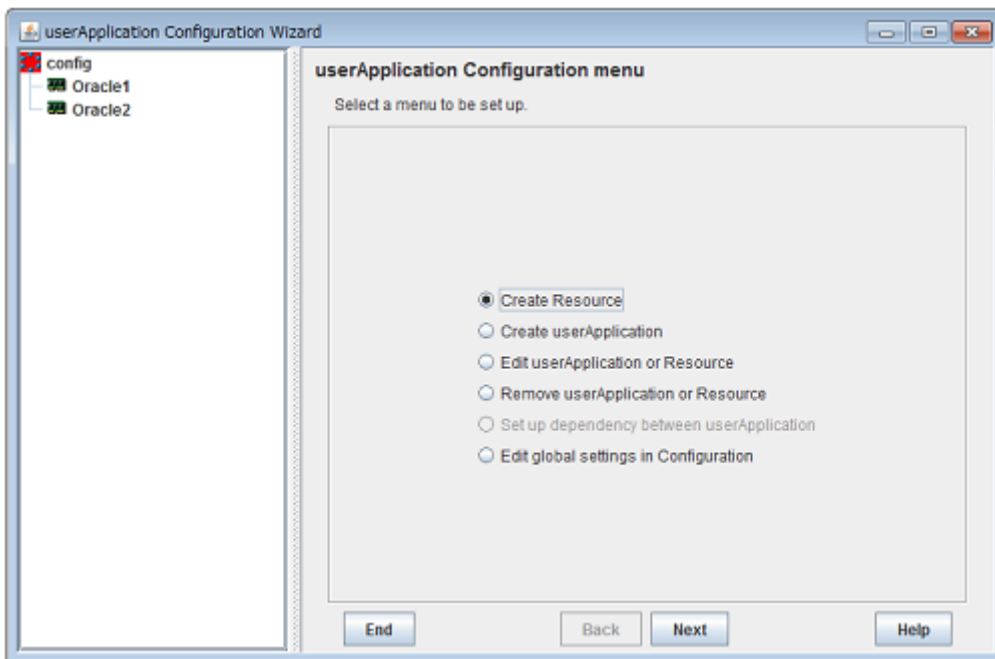 userApplication Configuration Wizard
config
Oracle1
Oracle2
userApplication Configuration menu
Select a menu to be set up.
Create Resource
Create userApplication
Edit userApplication or Resource
Remove userApplication or Resource
Set up dependency between userApplication
Edit global settings in Configuration
End Back Next Help